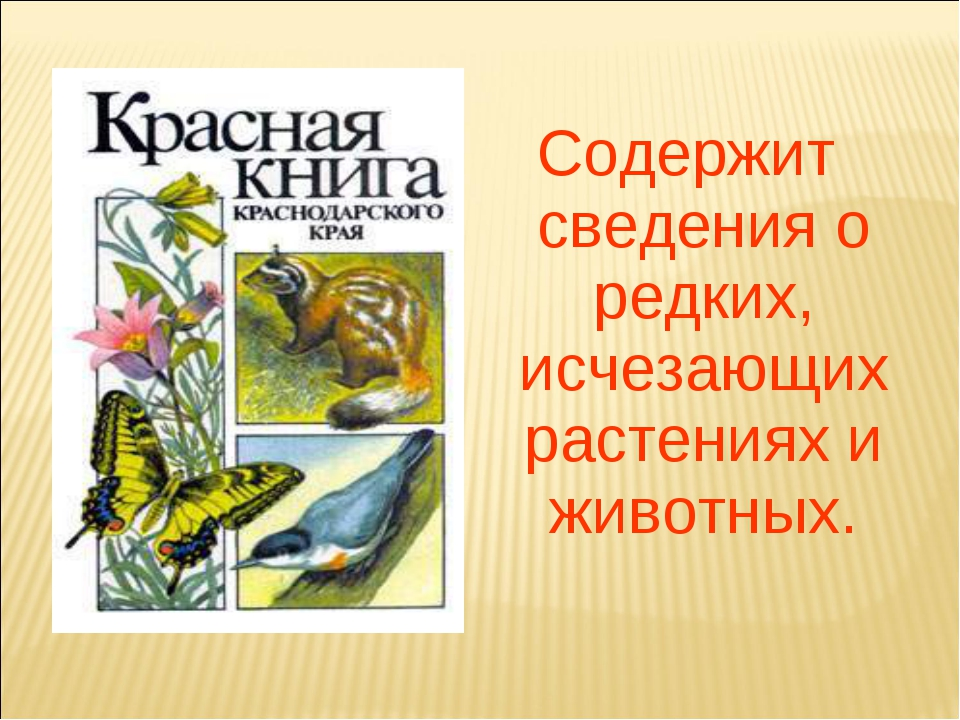 Красная
книга
КРАСНОДАРСКОГО
КРАЯ
Содержит
сведения о
редких,
исчезающих
растениях и
животных.